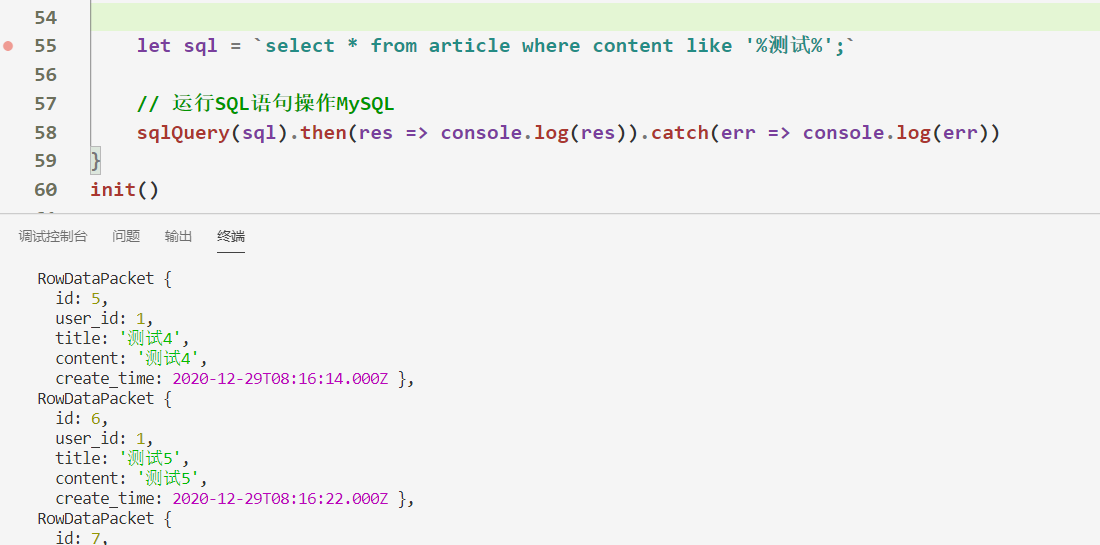 54
55 let sql = `select * from article where content like '%测试%';`
56
57 // 运行SQL语句操作MySQL
58 sqlQuery(sql).then(res => console.log(res)).catch(err => console.log(err))
59 }
60 init()
调试控制台 问题 输出 终端
RowDataPacket {
id: 5,
user_id: 1,
title: '测试4',
content: '测试4',
create_time: 2020-12-29T08:16:14.000Z },
RowDataPacket {
id: 6,
user_id: 1,
title: '测试5',
content: '测试5',
create_time: 2020-12-29T08:16:22.000Z },
RowDataPacket {
id: 7,